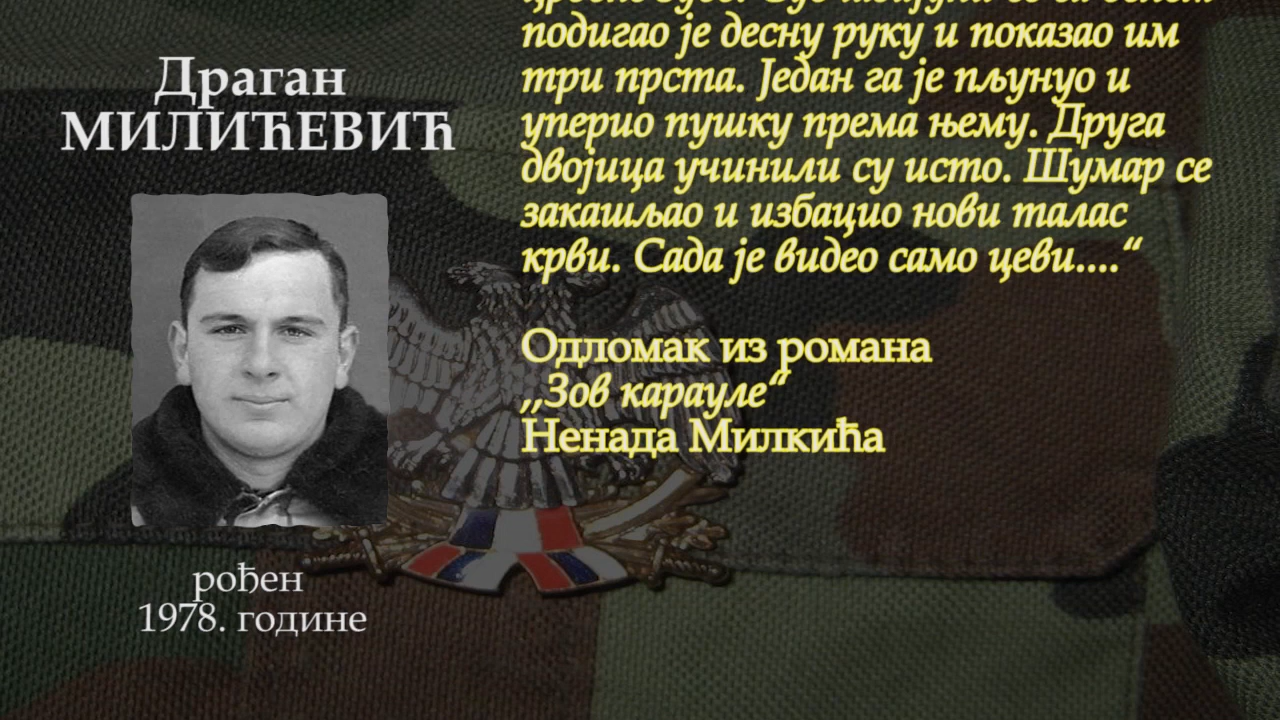 Драган
МИЛИЋЕВИЋ
рођен
1978. године
подигао је десну руку и показао им
три прста. Један га је пљунуо и
уперио пушку према њему. Друга
двојица учинили су исто. Шумар се
закашљао и избацио нови талас
крви. Сада је видео само цеви....“
Одломак из романа
,,Зов карауле“
Ненада Милкића